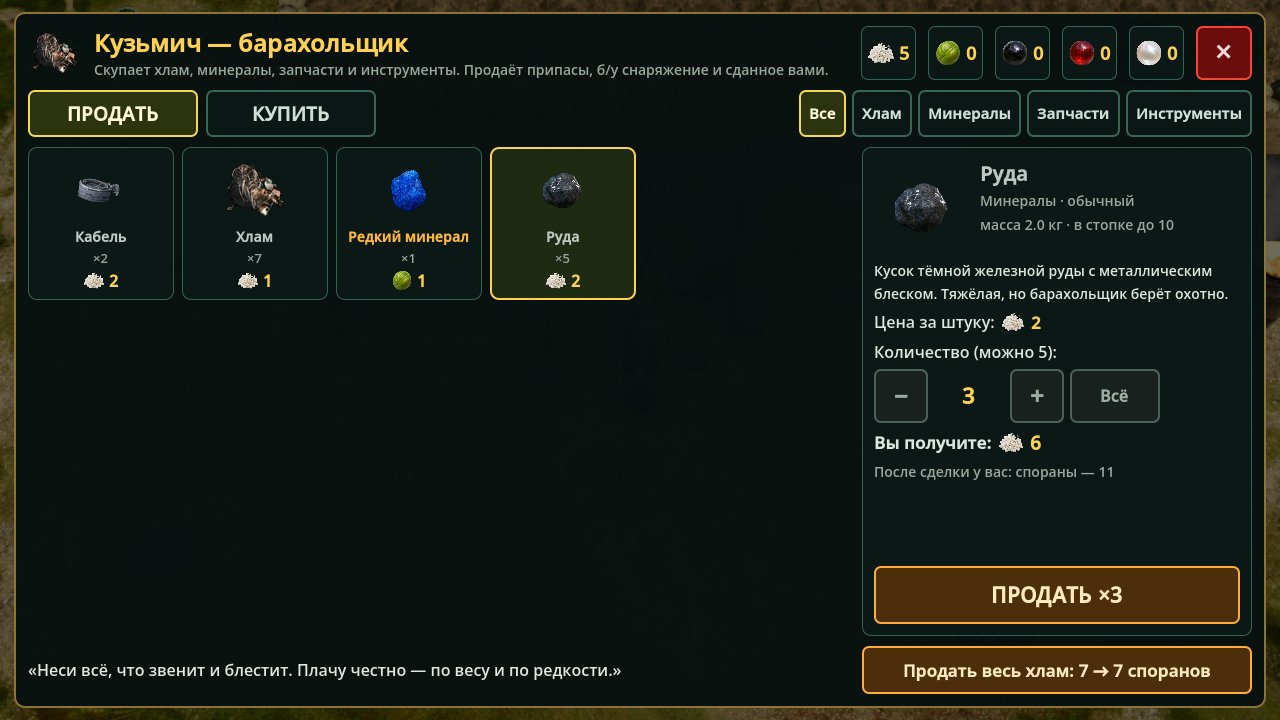 Кузьмич — барахольщик
Скупает хлам, минералы, запчасти и инструменты. Продаёт припасы, б/у снаряжение и сданное вами.
5
0
0
0
0
×
ПРОДАТЬ
КУПИТЬ
Все
Хлам
Минералы
Запчасти
Инструменты
Кабель
×2
2
Хлам
×7
1
Редкий минерал
×1
1
Руда
×5
2
Руда
Минералы · обычный
масса 2.0 кг · в стопке до 10
Кусок тёмной железной руды с металлическим
блеском. Тяжёлая, но барахольщик берёт охотно.
Цена за штуку: 2
Количество (можно 5):
− 3 + Всё
Вы получите: 6
После сделки у вас: спораны — 11
ПРОДАТЬ ×3
«Неси всё, что звенит и блестит. Плачу честно — по весу и по редкости.»
Продать весь хлам: 7 → 7 споранов